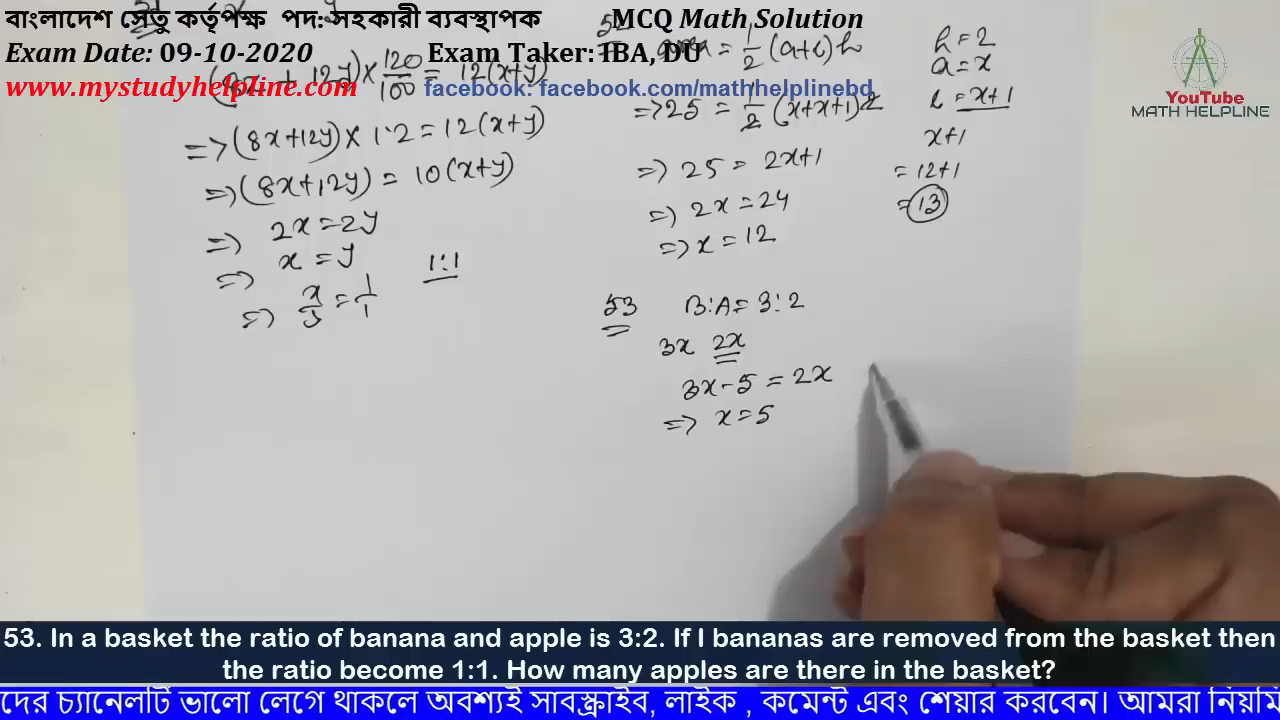 বাংলাদেশ সেতু কর্তৃপক্ষ পদ: সহকারী ব্যবস্থাপক
MCQ Math Solution
Exam Date: 09-10-2020
Exam Taker: IBA, DU
www.mystudyhelpline.com
facebook: facebook.com/mathhelplinebd
YouTube
MATH HELPLINE
12y) × 120/100 = 12(x+y)
=> (8x+12y) × 1.2 = 12(x+y)
=> (8x+12y) = 10(x+y)
=> 2x = 2y
=> x = y
1:1
=> x/y = 1/1
= 1/2 (a+b) h
=> 25 = 1/2 (x+x+1) 2
=> 25 = 2x+1
=> 2x = 24
=> x = 12
h = 2
a = x
b = x+1
x+1
= 12+1
= 13
53
B:A = 3:2
3x 2x
3x-5 = 2x
=> x = 5
53. In a basket the ratio of banana and apple is 3:2. If I bananas are removed from the basket then
the ratio become 1:1. How many apples are there in the basket?
দের চ্যানেলটি ভালো লেগে থাকলে অবশ্যই সাবস্ক্রাইব, লাইক , কমেন্ট এবং শেয়ার করবেন। আমরা নিয়মি